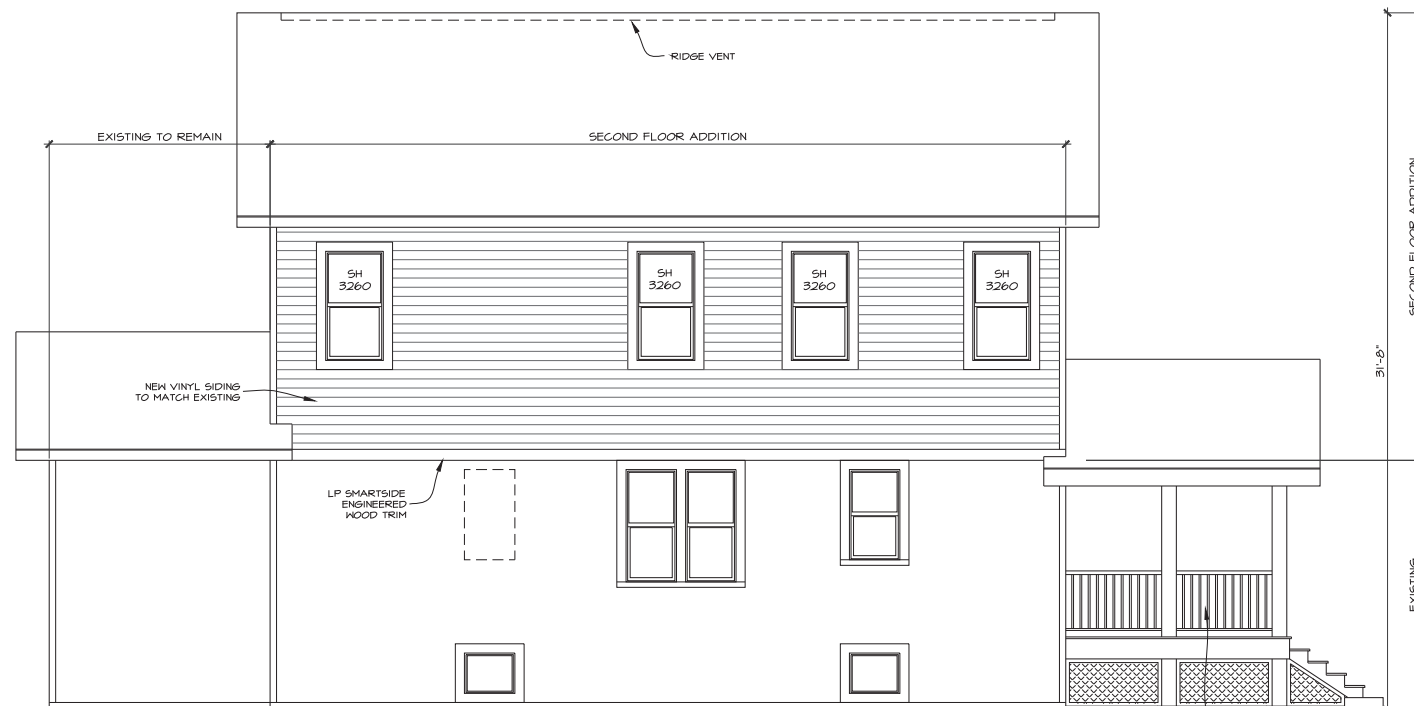 RIDGE VENT
EXISTING TO REMAIN
SECOND FLOOR ADDITION
SECOND FLOOR ADDITION
SH
3260
SH
3260
SH
3260
SH
3260
31'-8"
NEW VINYL SIDING
TO MATCH EXISTING
LP SMARTSIDE
ENGINEERED
WOOD TRIM
EXISTING